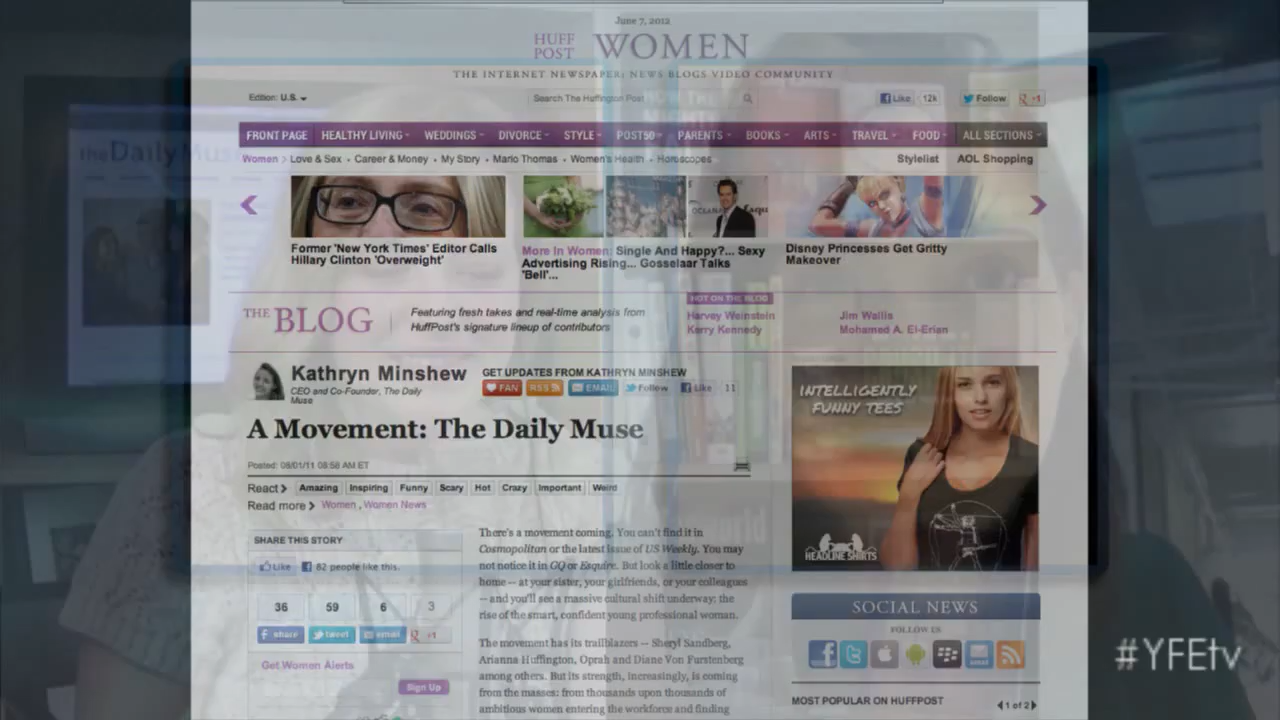 June 7, 2012
HUFF POST WOMEN
THE INTERNET NEWSPAPER: NEWS BLOGS VIDEO COMMUNITY
Edition: U.S.
Search The Huffington Post
Like 12k
Follow
+1
FRONT PAGE HEALTHY LIVING WEDDINGS DIVORCE STYLE POST50 PARENTS BOOKS ARTS TRAVEL FOOD ALL SECTIONS
Women > Love & Sex • Career & Money • My Story • Marlo Thomas • Women's Health • Horoscopes
Stylelist AOL Shopping
the Daily Mus
Former 'New York Times' Editor Calls
Hillary Clinton 'Overweight'
More In Women: Single And Happy?... Sexy
Advertising Rising... Gosselaar Talks
'Bell'...
Disney Princesses Get Gritty
Makeover
THE BLOG
Featuring fresh takes and real-time analysis from
HuffPost's signature lineup of contributors
HOT ON THE BLOG
Harvey Weinstein
Kerry Kennedy
Jim Wallis
Mohamed A. El-Erian
Kathryn Minshew
CEO and Co-Founder, The Daily
Muse
GET UPDATES FROM KATHRYN MINSHEW
FAN RSS EMAIL Follow Like 11
A Movement: The Daily Muse
Posted: 08/01/11 08:58 AM ET
React > Amazing Inspiring Funny Scary Hot Crazy Important Weird
Read more > Women , Women News
SHARE THIS STORY
Like 82 people like this.
36 59 6 3
share tweet email +1
Get Women Alerts
Sign Up
There's a movement coming. You can't find it in
Cosmopolitan or the latest issue of US Weekly. You may
not notice it in GQ or Esquire. But look a little closer to
home -- at your sister, your girlfriends, or your colleagues
-- and you'll see a massive cultural shift underway: the
rise of the smart, confident young professional woman.
The movement has its trailblazers -- Sheryl Sandberg,
Arianna Huffington, Oprah and Diane Von Furstenberg
among others. But its strength, increasingly, is coming
from the masses: from thousands upon thousands of
ambitious women entering the workforce and finding
INTELLIGENTLY
FUNNY TEES
HEADLINE SHIRTS
SOCIAL NEWS
FOLLOW US
MOST POPULAR ON HUFFPOST
1 of 2
#YFEtv